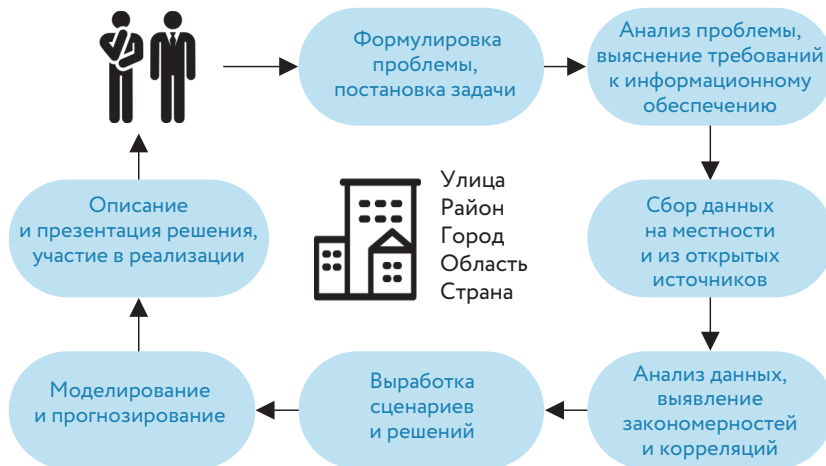 Формулировка
проблемы,
постановка задачи
Анализ проблемы,
выяснение требований
к информационному
обеспечению
Сбор данных
на местности
и из открытых
источников
Анализ данных,
выявление
закономерностей
и корреляций
Выработка
сценариев
и решений
Моделирование
и прогнозирование
Описание
и презентация решения,
участие в реализации
Улица
Район
Город
Область
Страна